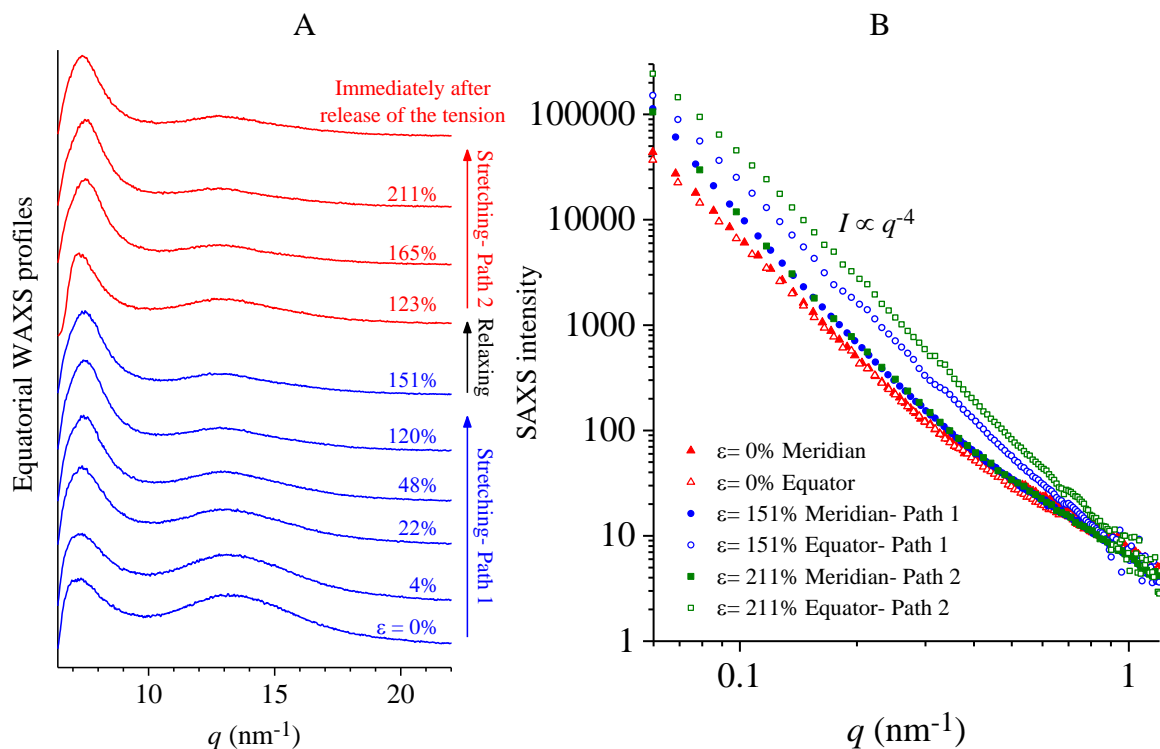 A
Equatorial WAXS profiles
Immediately after
release of the tension
211%
165%
123%
151%
120%
48%
22%
4%
ε = 0%
Stretching- Path 2
Relaxing
Stretching- Path 1
10
15
20
q (nm-1)
B
SAXS intensity
100000
10000
1000
100
10
1
I ∝ q-4
ε= 0% Meridian
ε= 0% Equator
ε= 151% Meridian- Path 1
ε= 151% Equator- Path 1
ε= 211% Meridian- Path 2
ε= 211% Equator- Path 2
0.1
1
q (nm-1)